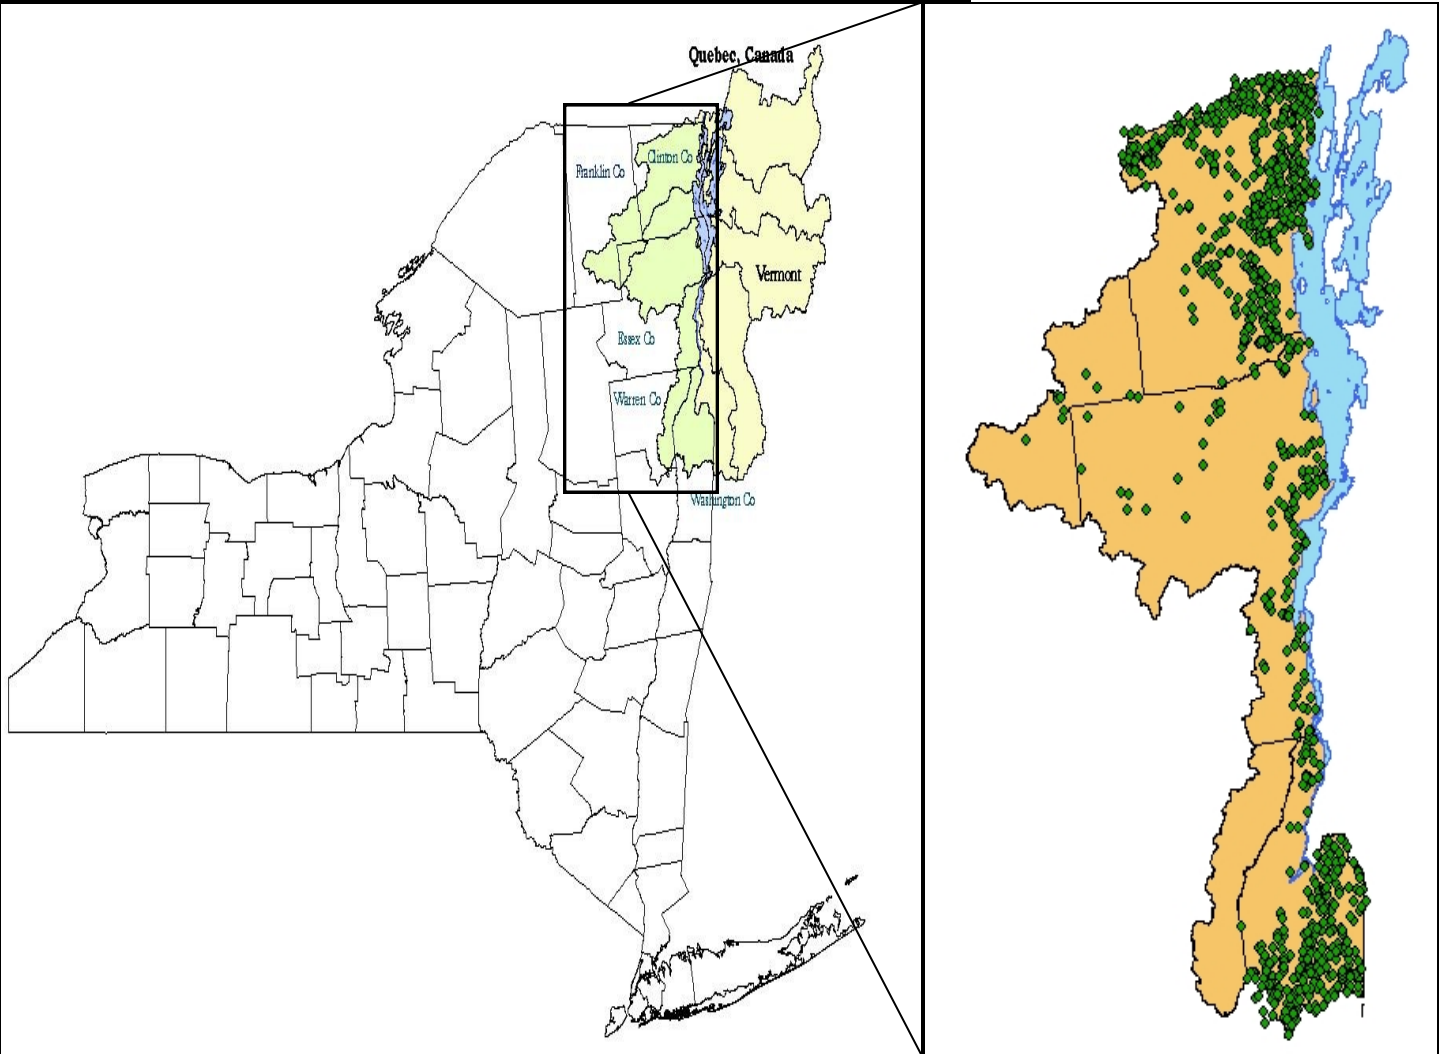 Quebec, Canada
Clinton Co
Franklin Co
Vermont
Essex Co
Warren Co
Washington Co